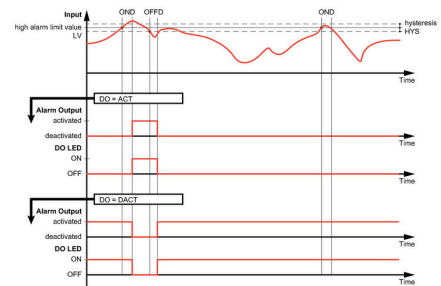 OND OFFD OND
Input
hysteresis
high alarm limit value
HYS
LV
Time
DO = ACT
Alarm Output
activated
deactivated
Time
DO LED
ON
OFF
Time
DO = DACT
Alarm Output
activated
deactivated
Time
DO LED
ON
OFF
Time